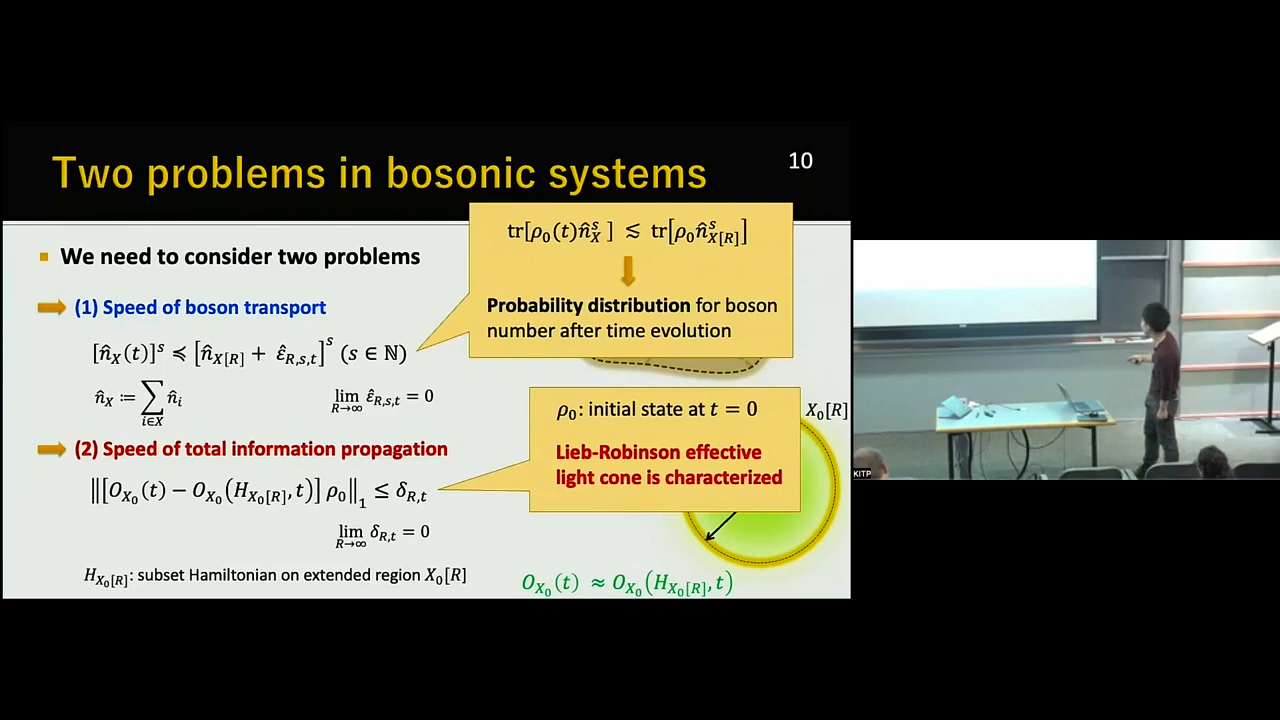 Two problems in bosonic systems
10
We need to consider two problems
(1) Speed of boson transport
[n̂_X(t)]^s ≼ [n̂_{X[R]} + ε̂_{R,s,t}]^s (s ∈ ℕ)
n̂_X ≔ ∑_{i∈X} n̂_i
lim_{R→∞} ε̂_{R,s,t} = 0
tr[ρ_0(t)n̂_X^s] ≲ tr[ρ_0 n̂_{X[R]}^s]
Probability distribution for boson
number after time evolution
(2) Speed of total information propagation
‖[O_{X_0}(t) − O_{X_0}(H_{X_0[R]}, t)] ρ_0‖_1 ≤ δ_{R,t}
lim_{R→∞} δ_{R,t} = 0
H_{X_0[R]}: subset Hamiltonian on extended region X_0[R]
ρ_0: initial state at t = 0
Lieb-Robinson effective
light cone is characterized
X_0[R]
O_{X_0}(t) ≈ O_{X_0}(H_{X_0[R]}, t)
KITP